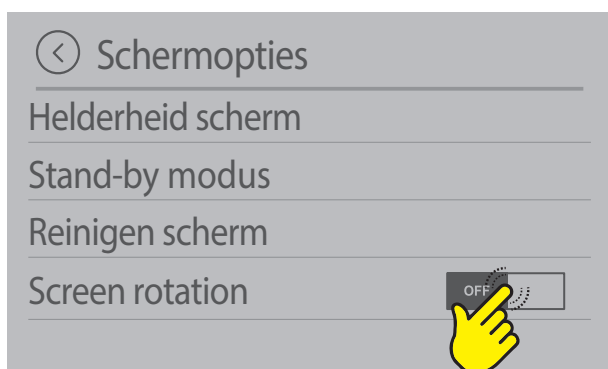 Schermopties
Helderheid scherm
Stand-by modus
Reinigen scherm
Screen rotation
OFF